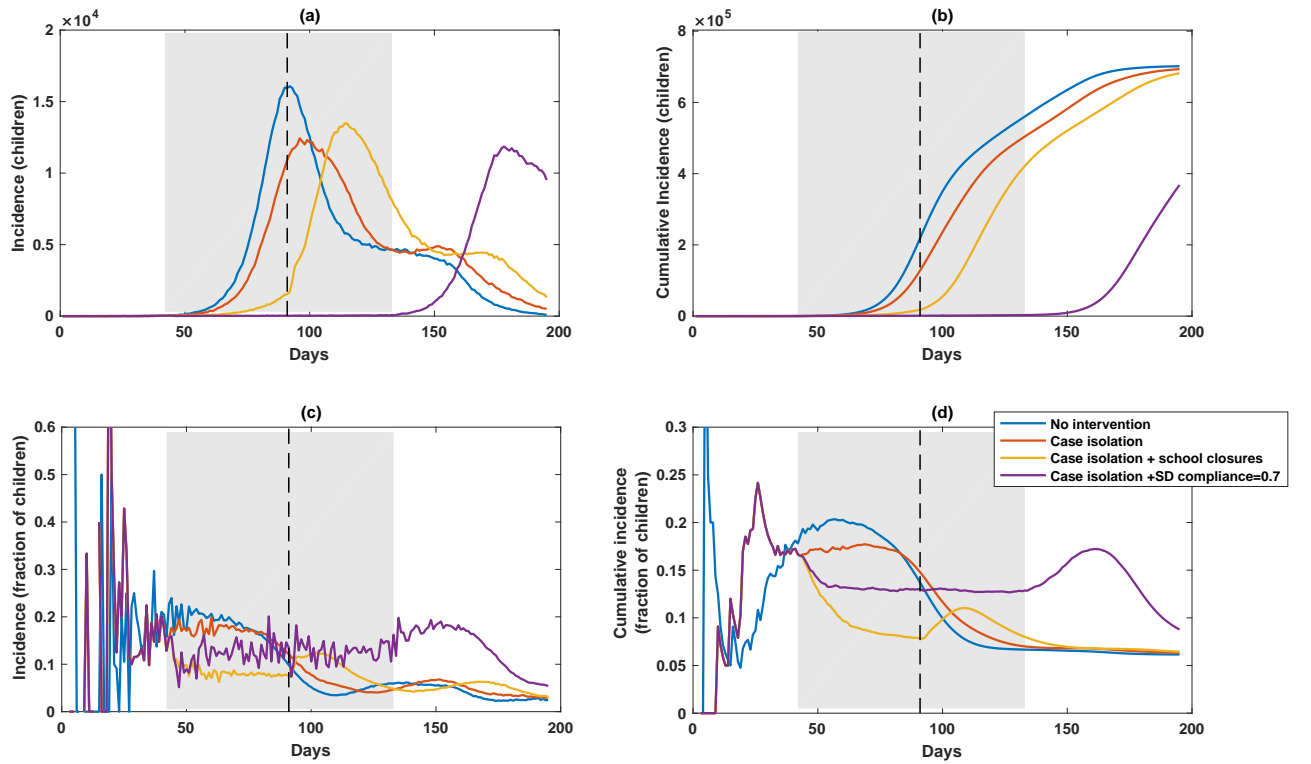 (a)
×10⁴
2
1.5
1
0.5
0
0
50
100
150
200
Incidence (children)
Days
(b)
×10⁵
8
6
4
2
0
0
50
100
150
200
Cumulative Incidence (children)
Days
(c)
0.6
0.5
0.4
0.3
0.2
0.1
0
0
50
100
150
200
Incidence (fraction of children)
Days
(d)
0.3
0.25
0.2
0.15
0.1
0.05
0
0
50
100
150
200
Cumulative incidence
(fraction of children)
Days
No intervention
Case isolation
Case isolation + school closures
Case isolation +SD compliance=0.7